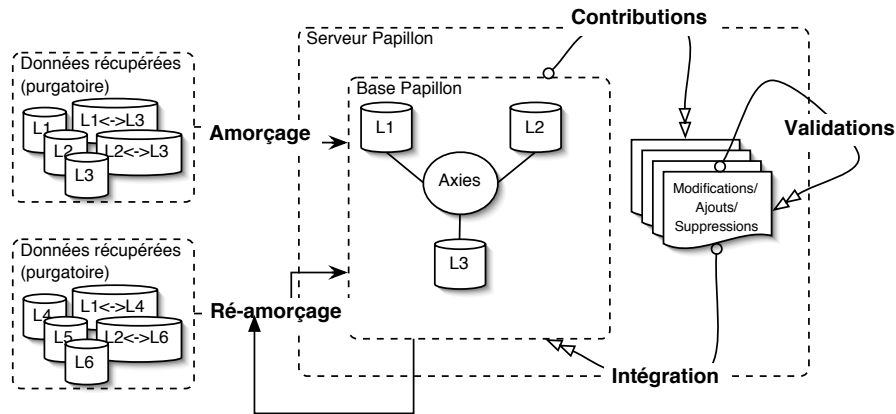 Contributions
Serveur Papillon
Données récupérées
(purgatoire)
L1
L1<->L3
L2
L2<->L3
L3
Amorçage
Base Papillon
L1
L2
Axies
L3
Validations
Modifications/
Ajouts/
Suppressions
Données récupérées
(purgatoire)
L4
L1<->L4
L5
L2<->L6
L6
Ré-amorçage
Intégration